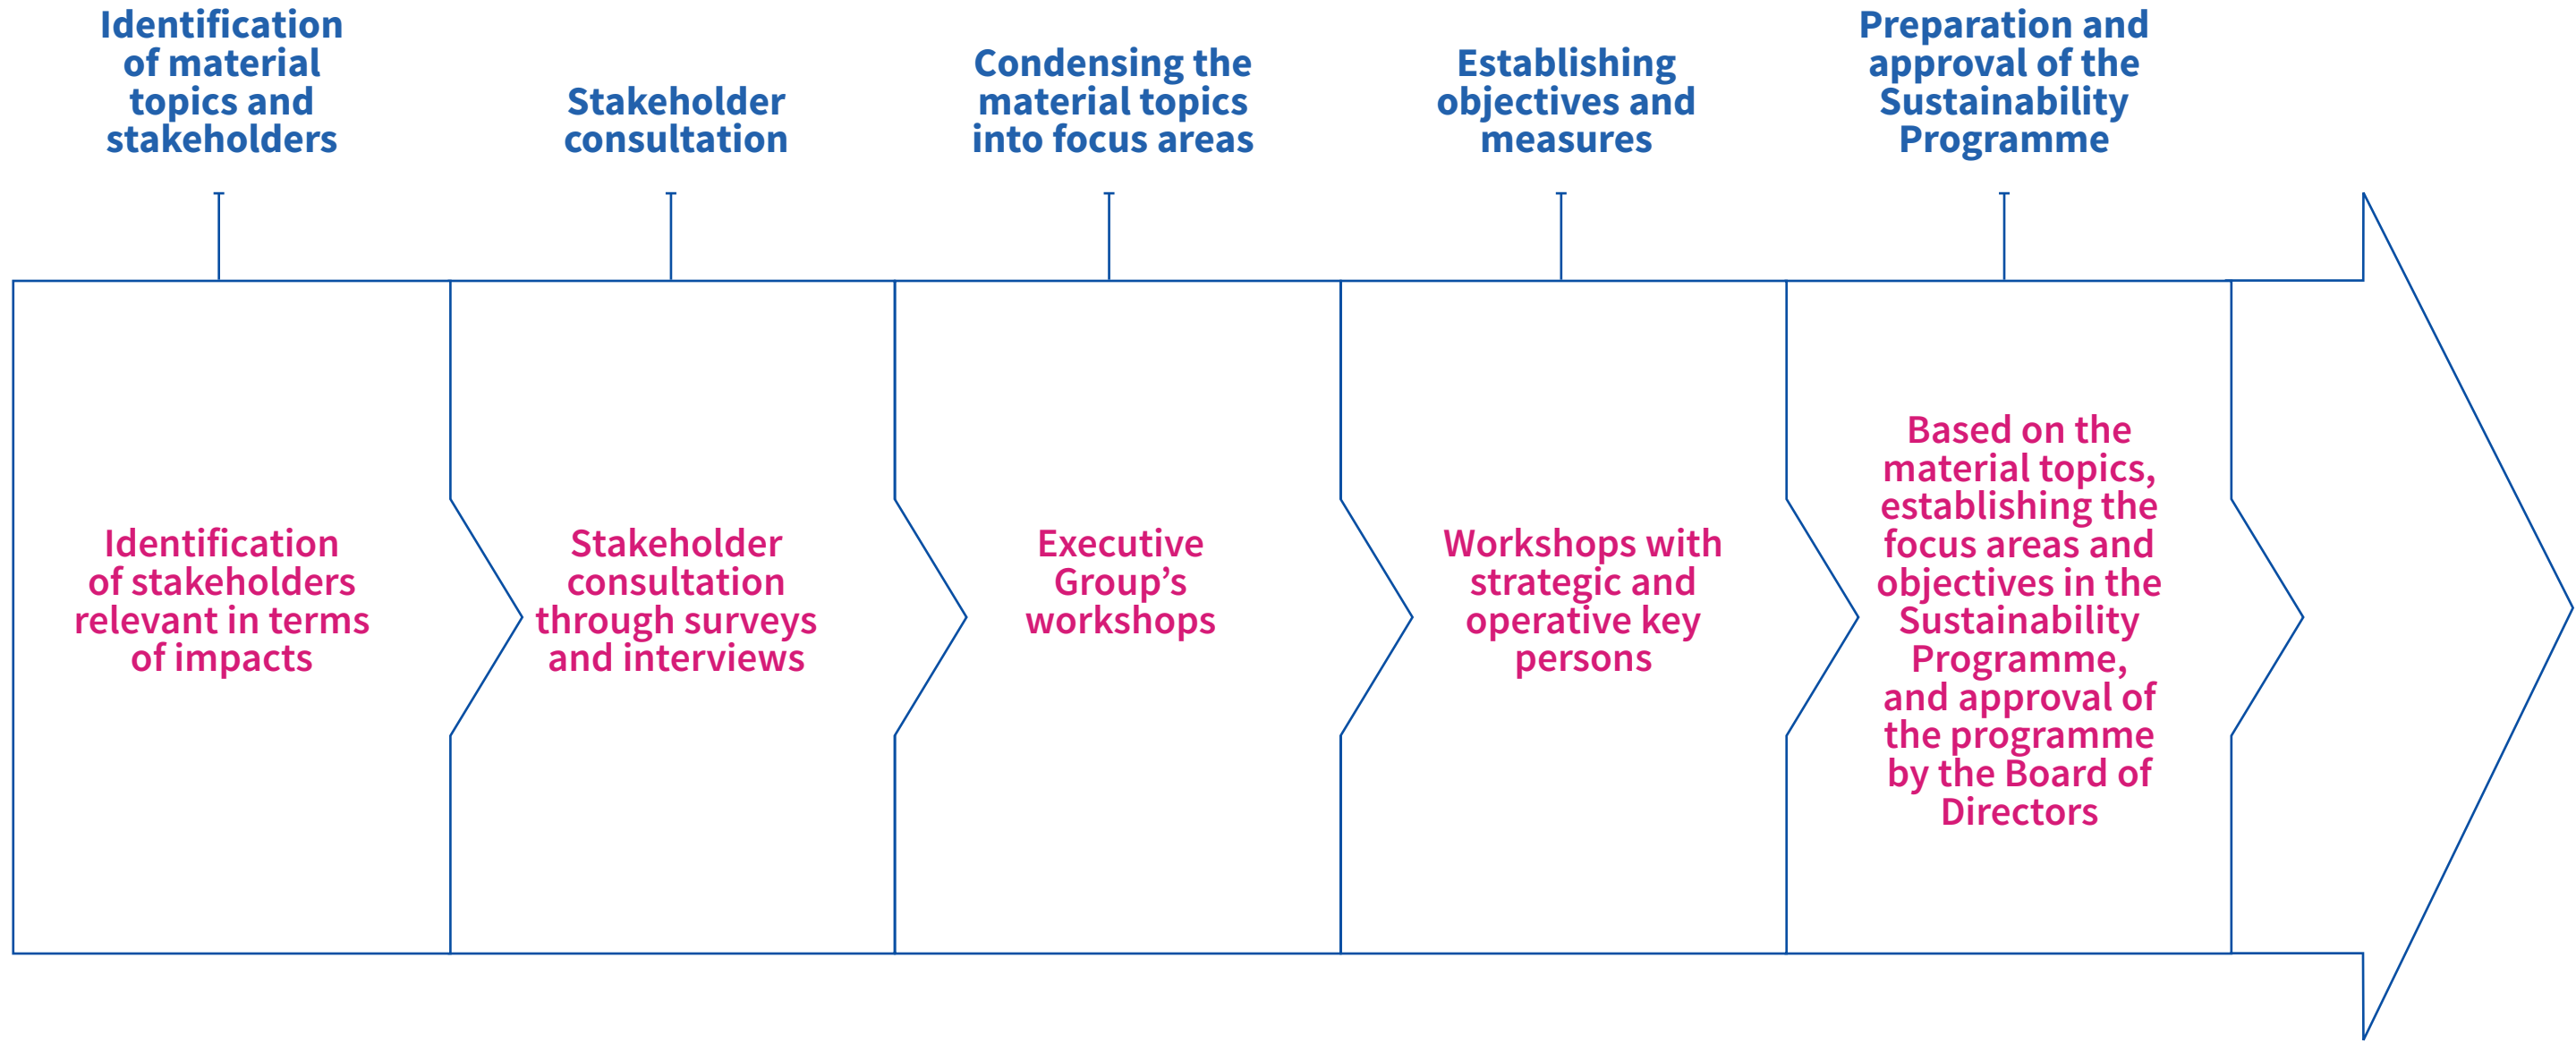 Identification
of material
topics and
stakeholders
Stakeholder
consultation
Condensing the
material topics
into focus areas
Establishing
objectives and
measures
Preparation and
approval of the
Sustainability
Programme
Identification
of stakeholders
relevant in terms
of impacts
Stakeholder
consultation
through surveys
and interviews
Executive
Group’s
workshops
Workshops with
strategic and
operative key
persons
Based on the
material topics,
establishing the
focus areas and
objectives in the
Sustainability
Programme,
and approval of
the programme
by the Board of
Directors